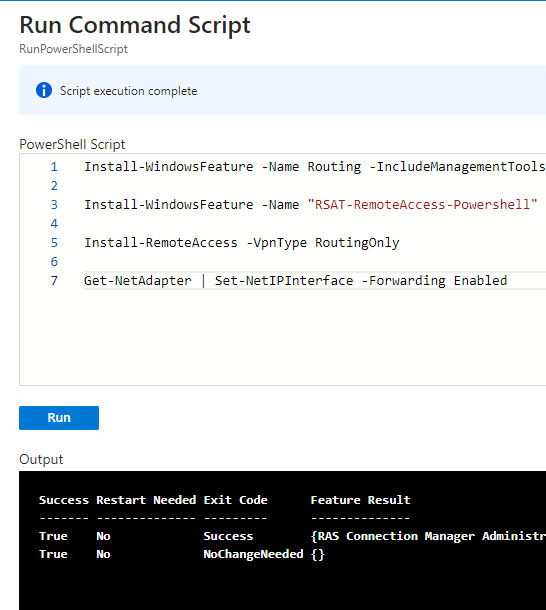 Run Command Script
RunPowerShellScript
Script execution complete
PowerShell Script
1 Install-WindowsFeature -Name Routing -IncludeManagementTools
2
3 Install-WindowsFeature -Name "RSAT-RemoteAccess-Powershell"
4
5 Install-RemoteAccess -VpnType RoutingOnly
6
7 Get-NetAdapter | Set-NetIPInterface -Forwarding Enabled
Run
Output
Success Restart Needed Exit Code Feature Result
------- -------------- --------- --------------
True No Success {RAS Connection Manager Administr
True No NoChangeNeeded {}